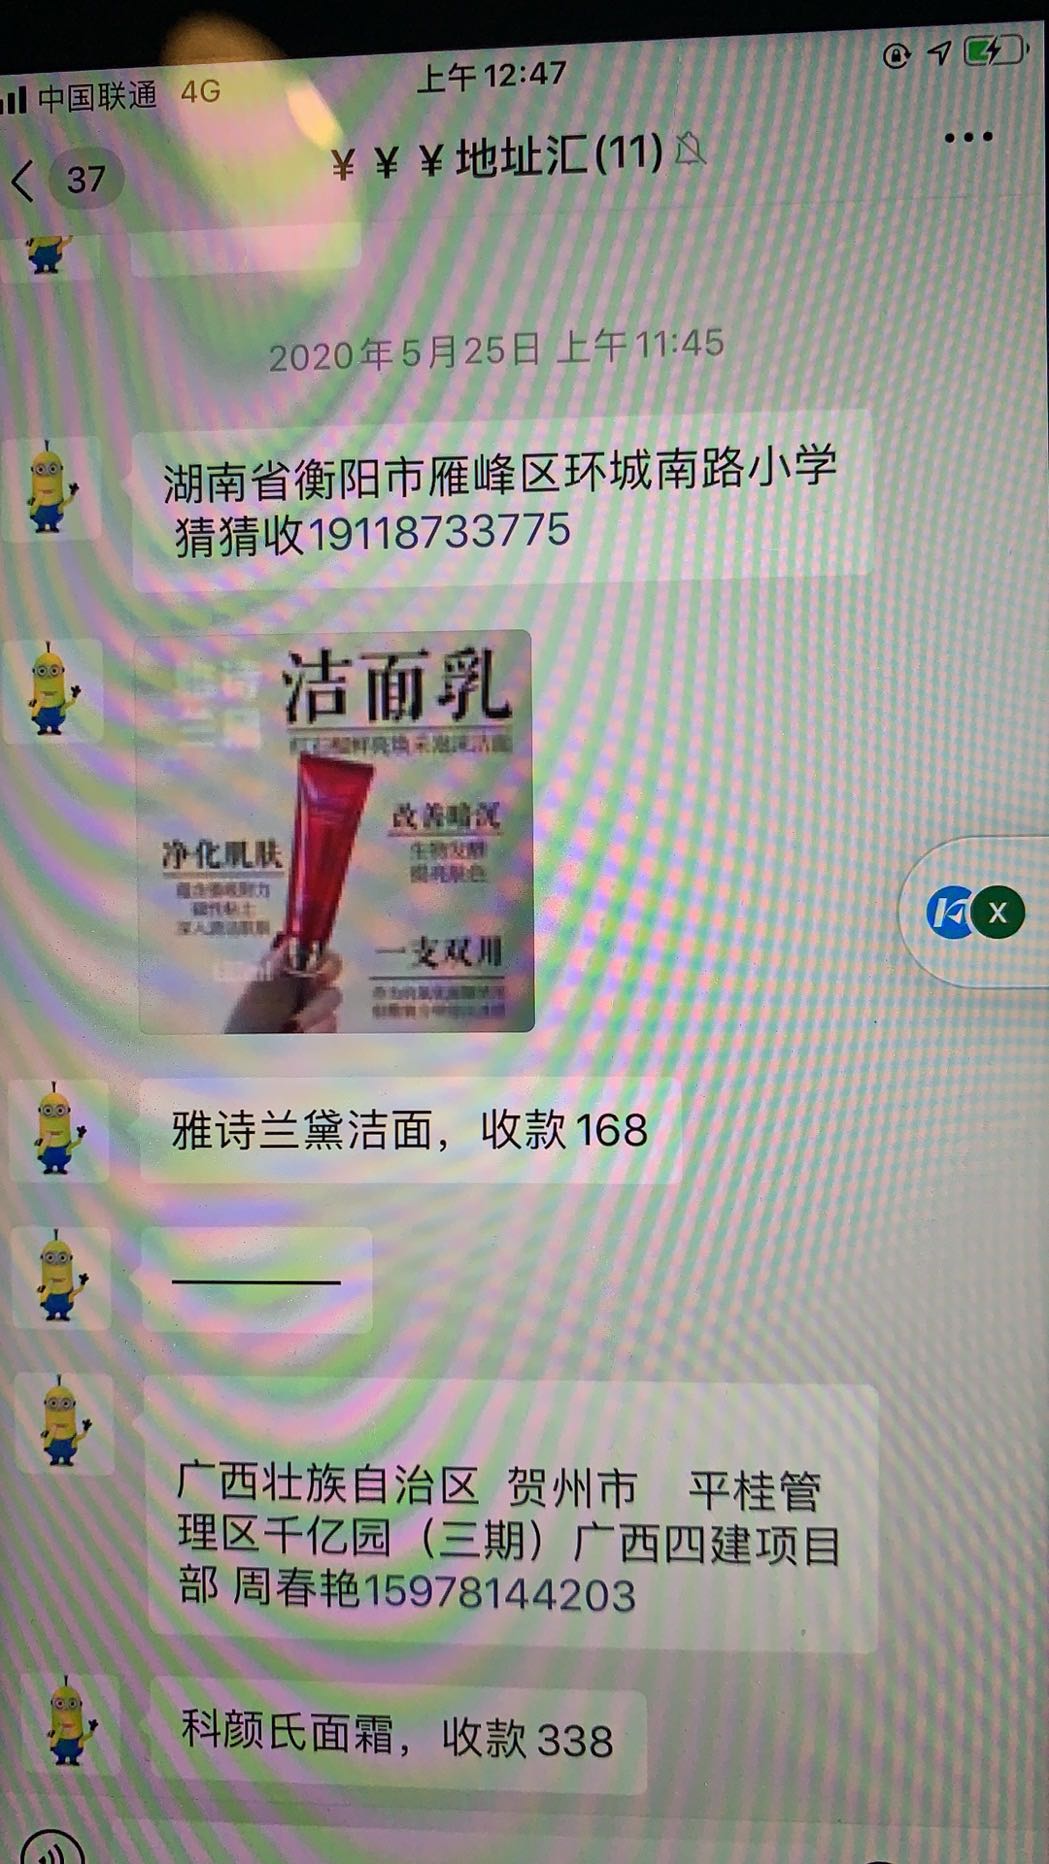 中国联通 4G
上午12:47
37
¥ ¥ ¥地址汇(11)
2020年5月25日 上午11:45
湖南省衡阳市雁峰区环城南路小学
猜猜收19118733775
洁面乳
改善暗沉
净化肌肤
一支双用
X
雅诗兰黛洁面，收款168
广西壮族自治区 贺州市 平桂管
理区千亿园（三期）广西四建项目
部 周春艳15978144203
科颜氏面霜，收款338